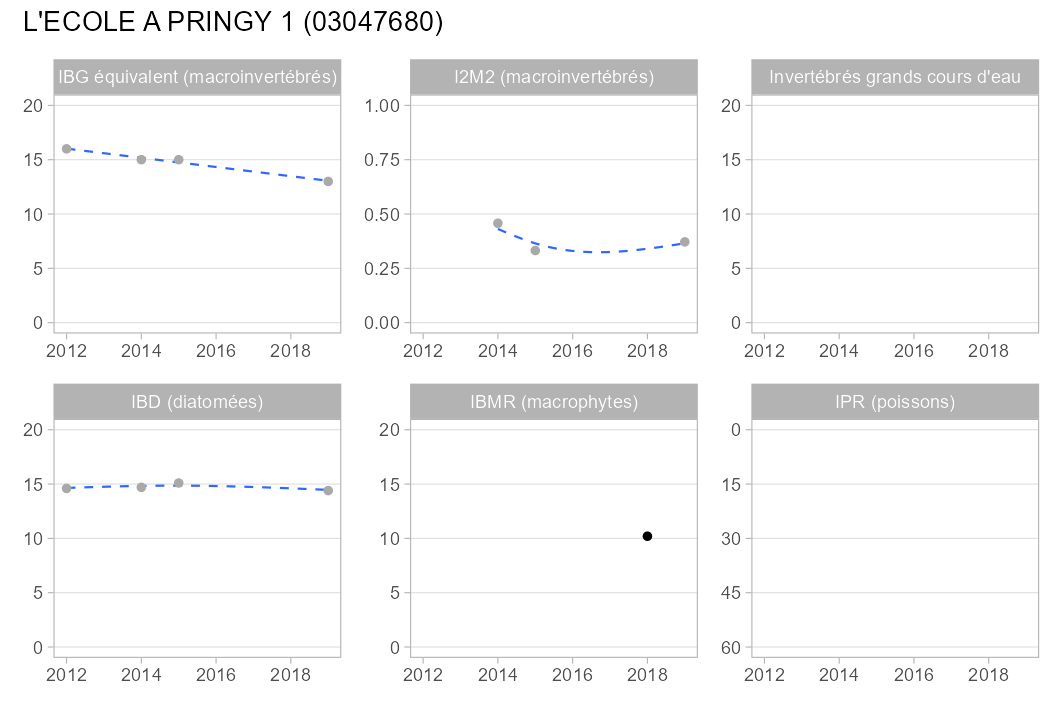 L'ECOLE A PRINGY 1 (03047680)
IBG équivalent (macroinvertébrés)
I2M2 (macroinvertébrés)
Invertébrés grands cours d'eau
20
15
10
5
0
2012 2014 2016 2018
1.00
0.75
0.50
0.25
0.00
2012 2014 2016 2018
20
15
10
5
0
2012 2014 2016 2018
IBD (diatomées)
IBMR (macrophytes)
IPR (poissons)
20
15
10
5
0
2012 2014 2016 2018
20
15
10
5
0
2012 2014 2016 2018
0
15
30
45
60
2012 2014 2016 2018